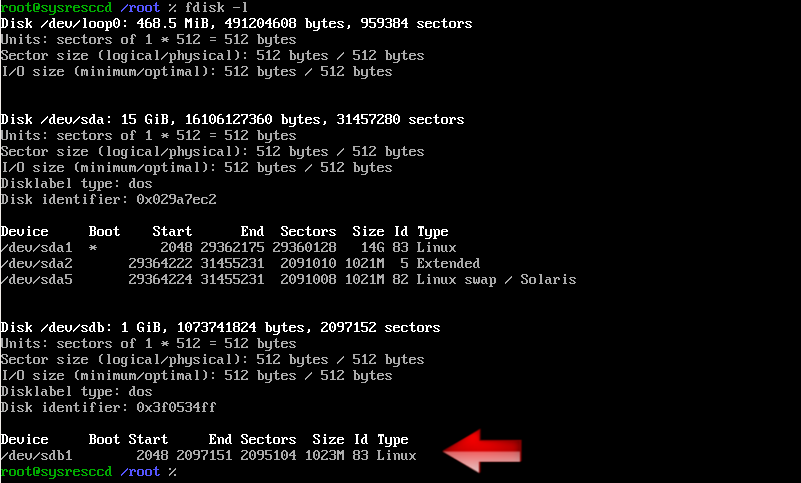 root@sysresccd /root % fdisk -l
Disk /dev/loop0: 468.5 MiB, 491204608 bytes, 959384 sectors
Units: sectors of 1 * 512 = 512 bytes
Sector size (logical/physical): 512 bytes / 512 bytes
I/O size (minimum/optimal): 512 bytes / 512 bytes
Disk /dev/sda: 15 GiB, 16106127360 bytes, 31457280 sectors
Units: sectors of 1 * 512 = 512 bytes
Sector size (logical/physical): 512 bytes / 512 bytes
I/O size (minimum/optimal): 512 bytes / 512 bytes
Disklabel type: dos
Disk identifier: 0x029a7ec2
Device     Boot    Start      End  Sectors  Size Id Type
/dev/sda1  *        2048 29362175 29360128   14G 83 Linux
/dev/sda2       29364222 31455231  2091010 1021M  5 Extended
/dev/sda5       29364224 31455231  2091008 1021M 82 Linux swap / Solaris
Disk /dev/sdb: 1 GiB, 1073741824 bytes, 2097152 sectors
Units: sectors of 1 * 512 = 512 bytes
Sector size (logical/physical): 512 bytes / 512 bytes
I/O size (minimum/optimal): 512 bytes / 512 bytes
Disklabel type: dos
Disk identifier: 0x3f0534ff
Device     Boot Start     End Sectors  Size Id Type
/dev/sdb1        2048 2097151 2095104 1023M 83 Linux
root@sysresccd /root %